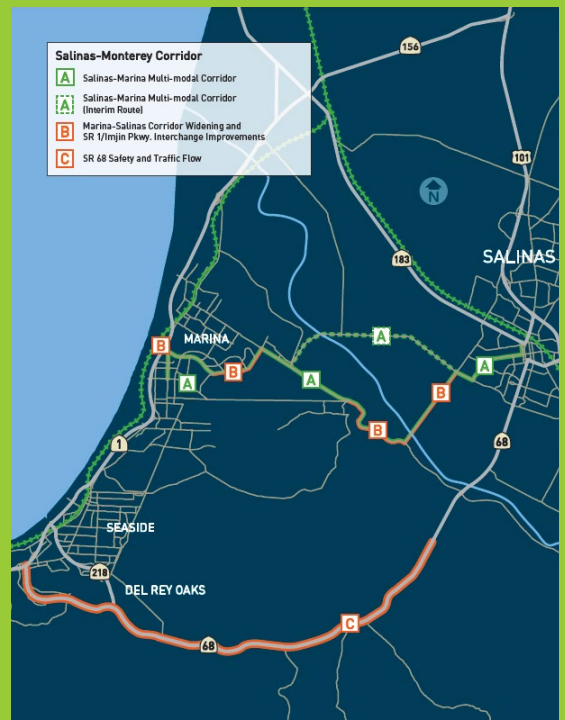 Salinas-Monterey Corridor
A Salinas-Marina Multi-modal Corridor
A Salinas-Marina Multi-modal Corridor
(Interim Route)
B Marina-Salinas Corridor Widening and
SR 1/Imjin Pkwy. Interchange Improvements
C SR 68 Safety and Traffic Flow
156
101
N
SALINAS
183
B
MARINA
A
A
A
B
A
B
B
68
1
SEASIDE
218
DEL REY OAKS
C
68